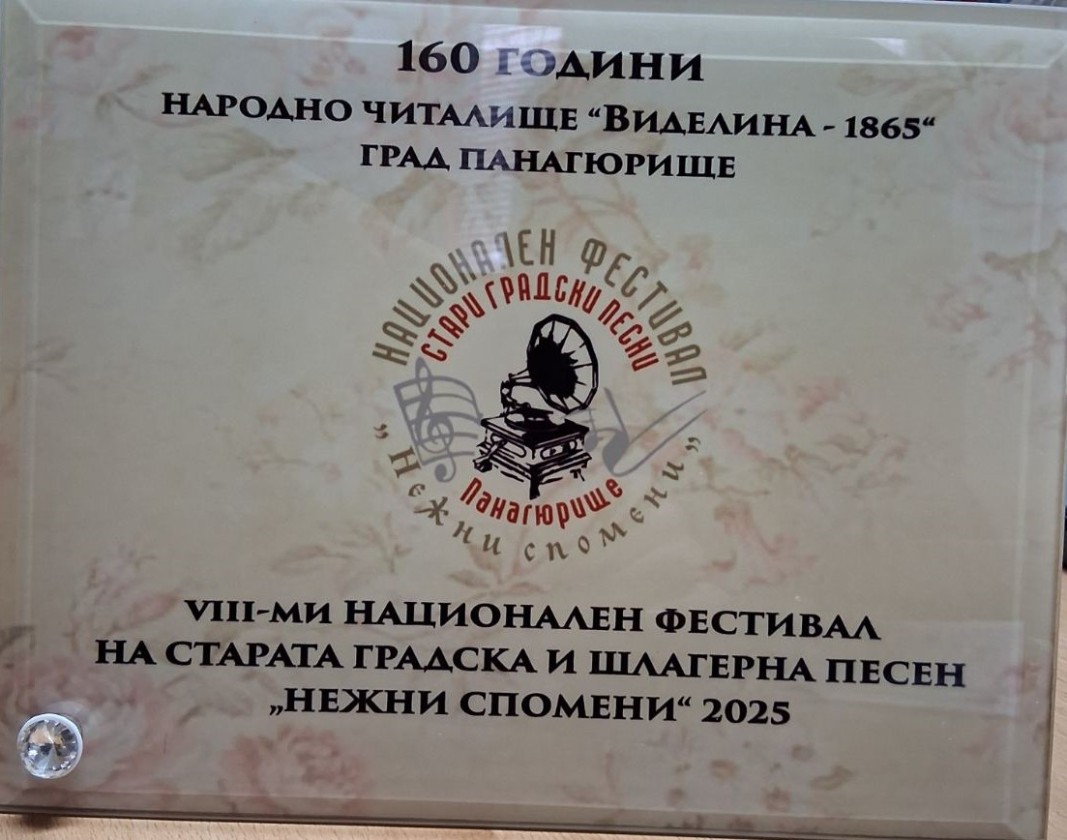 160 ГОДИНИ
НАРОДНО ЧИТАЛИЩЕ “ВИДЕЛИНА - 1865“
ГРАД ПАНАГЮРИЩЕ
НАЦИОНАЛЕН ФЕСТИВАЛ
СТАРИ ГРАДСКИ ПЕСНИ
Панагюрище
„Нежни спомени”
VIII-МИ НАЦИОНАЛЕН ФЕСТИВАЛ
НА СТАРАТА ГРАДСКА И ШЛАГЕРНА ПЕСЕН
„НЕЖНИ СПОМЕНИ“ 2025